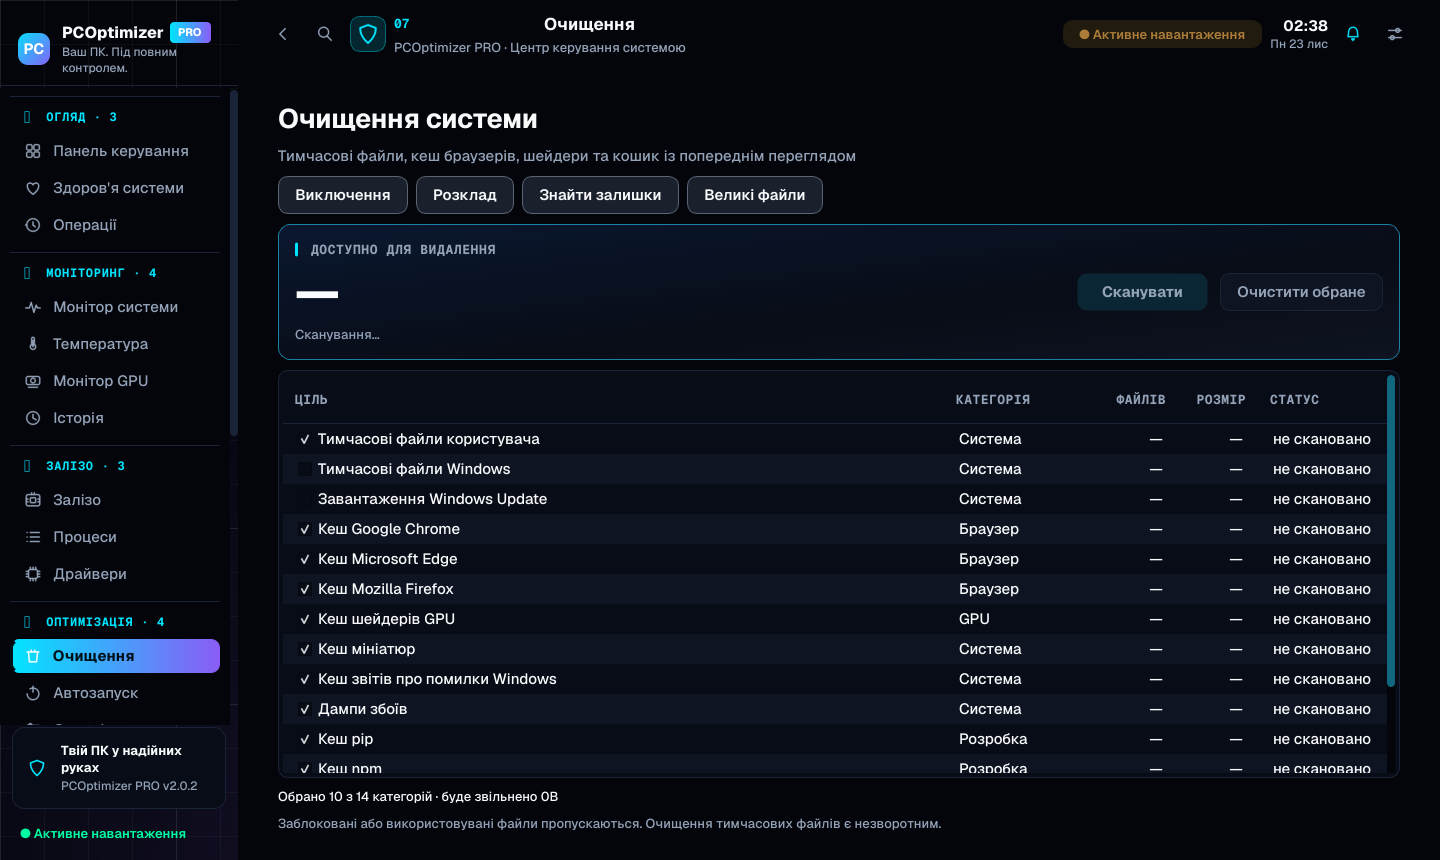 PC
PCOptimizer PRO
Ваш ПК. Під повним
контролем.
ОГЛЯД · 3
Панель керування
Здоров'я системи
Операції
МОНІТОРИНГ · 4
Монітор системи
Температура
Монітор GPU
Історія
ЗАЛІЗО · 3
Залізо
Процеси
Драйвери
ОПТИМІЗАЦІЯ · 4
Очищення
Автозапуск
Твій ПК у надійних
руках
PCOptimizer PRO v2.0.2
Активне навантаження
07 Очищення
PCOptimizer PRO · Центр керування системою
Активне навантаження
02:38
Пн 23 лис
Очищення системи
Тимчасові файли, кеш браузерів, шейдери та кошик із попереднім переглядом
Виключення Розклад Знайти залишки Великі файли
ДОСТУПНО ДЛЯ ВИДАЛЕННЯ
—
Сканувати Очистити обране
Сканування…
ЦІЛЬ КАТЕГОРІЯ ФАЙЛІВ РОЗМІР СТАТУС
Тимчасові файли користувача Система — — не скановано
Тимчасові файли Windows Система — — не скановано
Завантаження Windows Update Система — — не скановано
Кеш Google Chrome Браузер — — не скановано
Кеш Microsoft Edge Браузер — — не скановано
Кеш Mozilla Firefox Браузер — — не скановано
Кеш шейдерів GPU GPU — — не скановано
Кеш мініатюр Система — — не скановано
Кеш звітів про помилки Windows Система — — не скановано
Дампи збоїв Система — — не скановано
Кеш pip Розробка — — не скановано
Кеш npm Розробка — — не скановано
Обрано 10 з 14 категорій · буде звільнено 0B
Заблоковані або використовувані файли пропускаються. Очищення тимчасових файлів є незворотним.